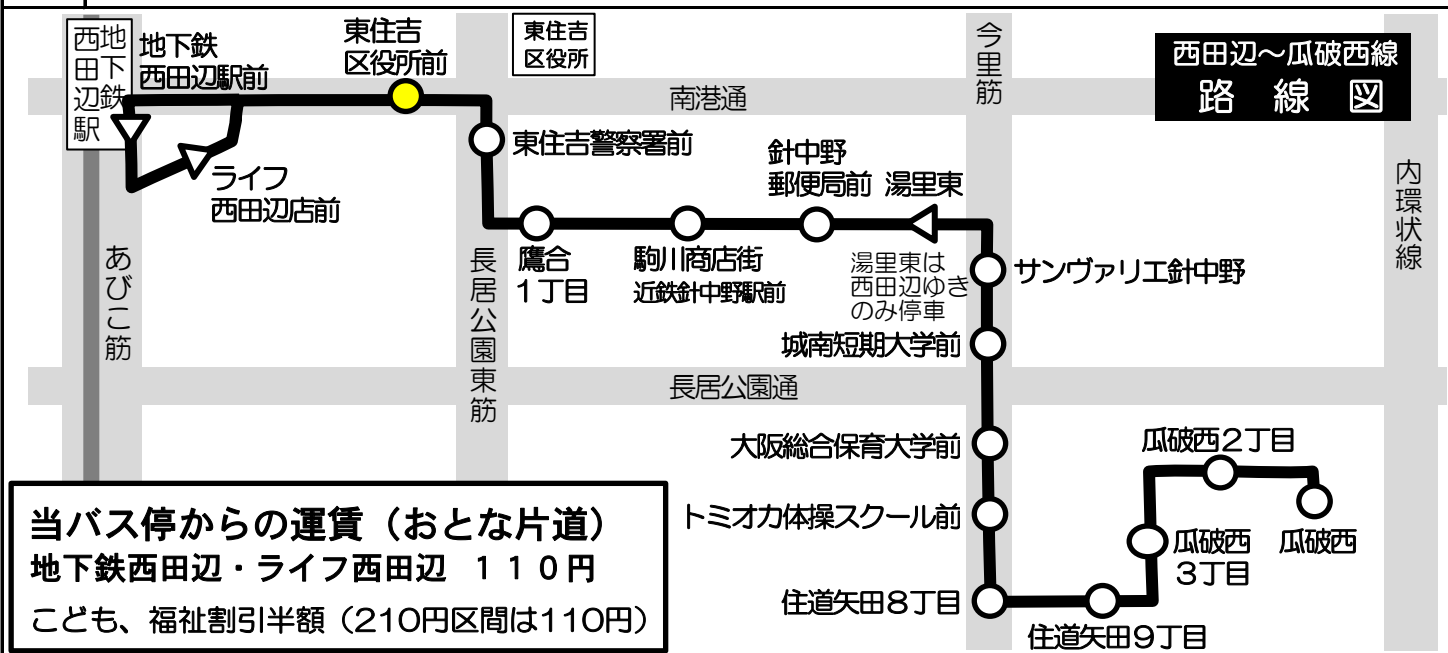 地下鉄
西田辺駅
地下鉄
西田辺駅前
東住吉
区役所前
東住吉
区役所
今里筋
西田辺～瓜破西線
路線図
南港通
東住吉警察署前
針中野
郵便局前
湯里東
ライフ
西田辺店前
内環状線
あびこ筋
長居公園東筋
鷹合
1丁目
駒川商店街
近鉄針中野駅前
湯里東は
西田辺ゆき
のみ停車
サンヴァリエ針中野
城南短期大学前
長居公園通
大阪総合保育大学前
瓜破西2丁目
トミオカ体操スクール前
瓜破西
3丁目
瓜破西
住道矢田8丁目
住道矢田9丁目
当バス停からの運賃（おとな片道）
地下鉄西田辺・ライフ西田辺 110円
こども、福祉割引半額（210円区間は110円）